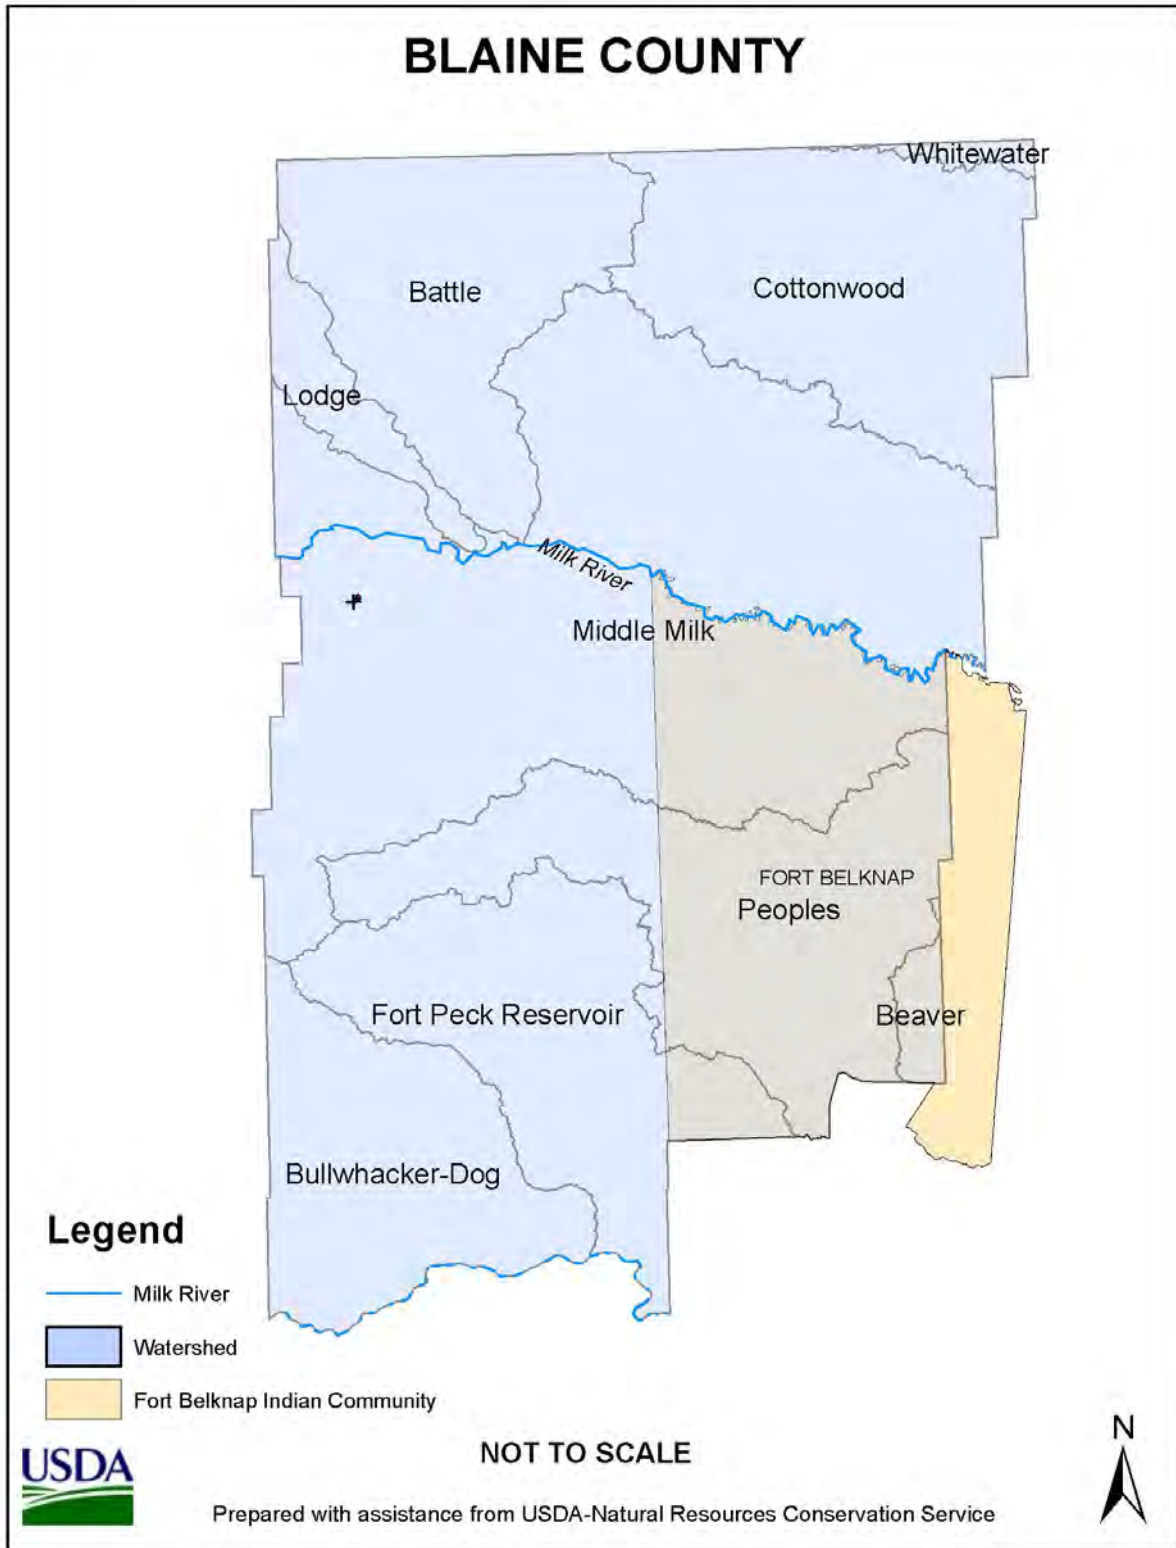 BLAINE COUNTY
Whitewater
Battle
Cottonwood
Lodge
Milk River
Middle Milk
FORT BELKNAP
Peoples
Fort Peck Reservoir
Beaver
Bullwhacker-Dog
Legend
Milk River
Watershed
Fort Belknap Indian Community
N
USDA
NOT TO SCALE
Prepared with assistance from USDA-Natural Resources Conservation Service